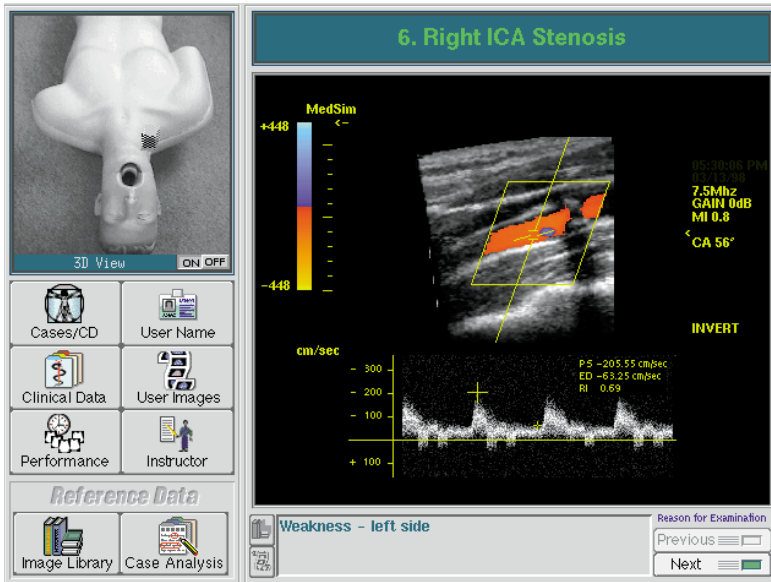 6. Right ICA Stenosis
3D View
ON OFF
Cases/CD
User Name
Clinical Data
User Images
Performance
Instructor
Reference Data
Image Library
Case Analysis
MedSim
+448
<-
-448
05:30:06 PM
03/13/98
7.5Mhz
GAIN 0dB
MI 0.8
<
CA 56°
INVERT
cm/sec
PS -205.55 cm/sec
ED -63.25 cm/sec
RI 0.69
- 300
- 200
- 100
+ 100
Weakness - left side
Reason for Examination
Previous
Next